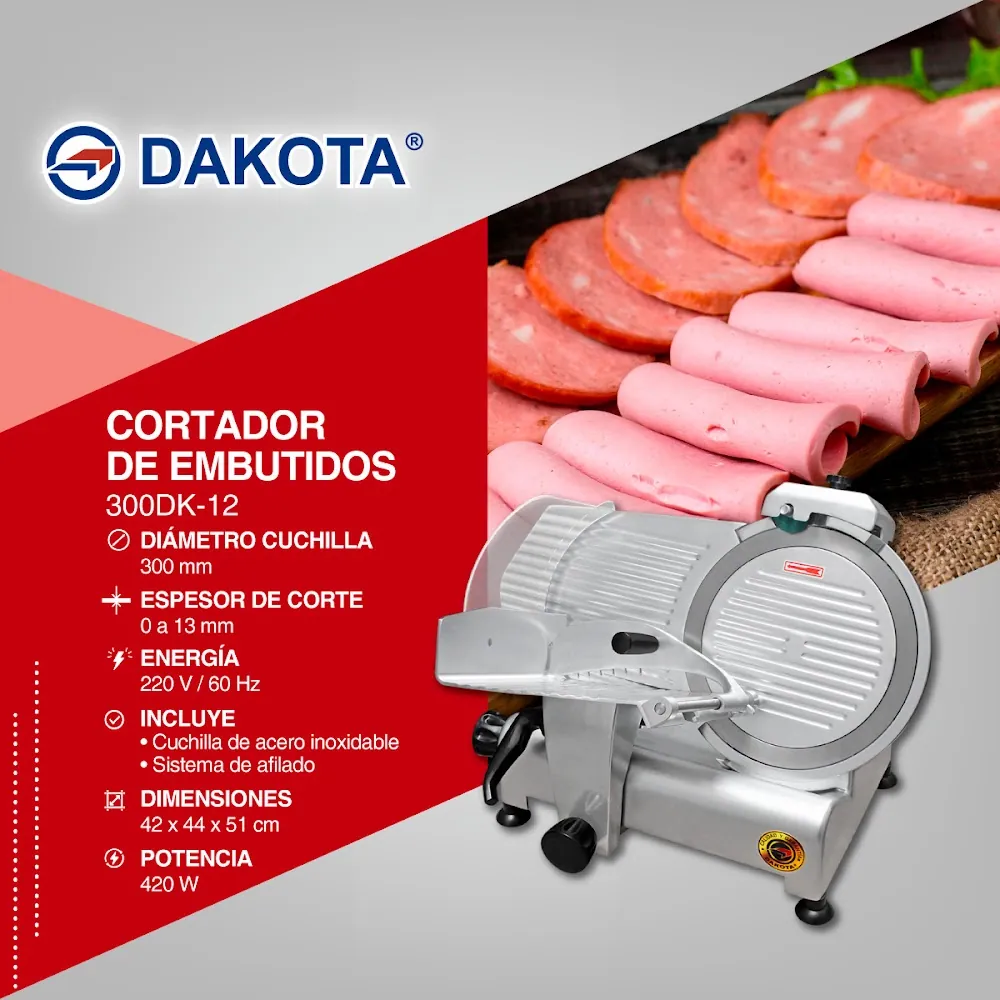 DAKOTA®
CORTADOR
DE EMBUTIDOS
300DK-12
DIÁMETRO CUCHILLA
300 mm
ESPESOR DE CORTE
0 a 13 mm
ENERGÍA
220 V / 60 Hz
INCLUYE
• Cuchilla de acero inoxidable
• Sistema de afilado
DIMENSIONES
42 x 44 x 51 cm
POTENCIA
420 W
DAKOTA